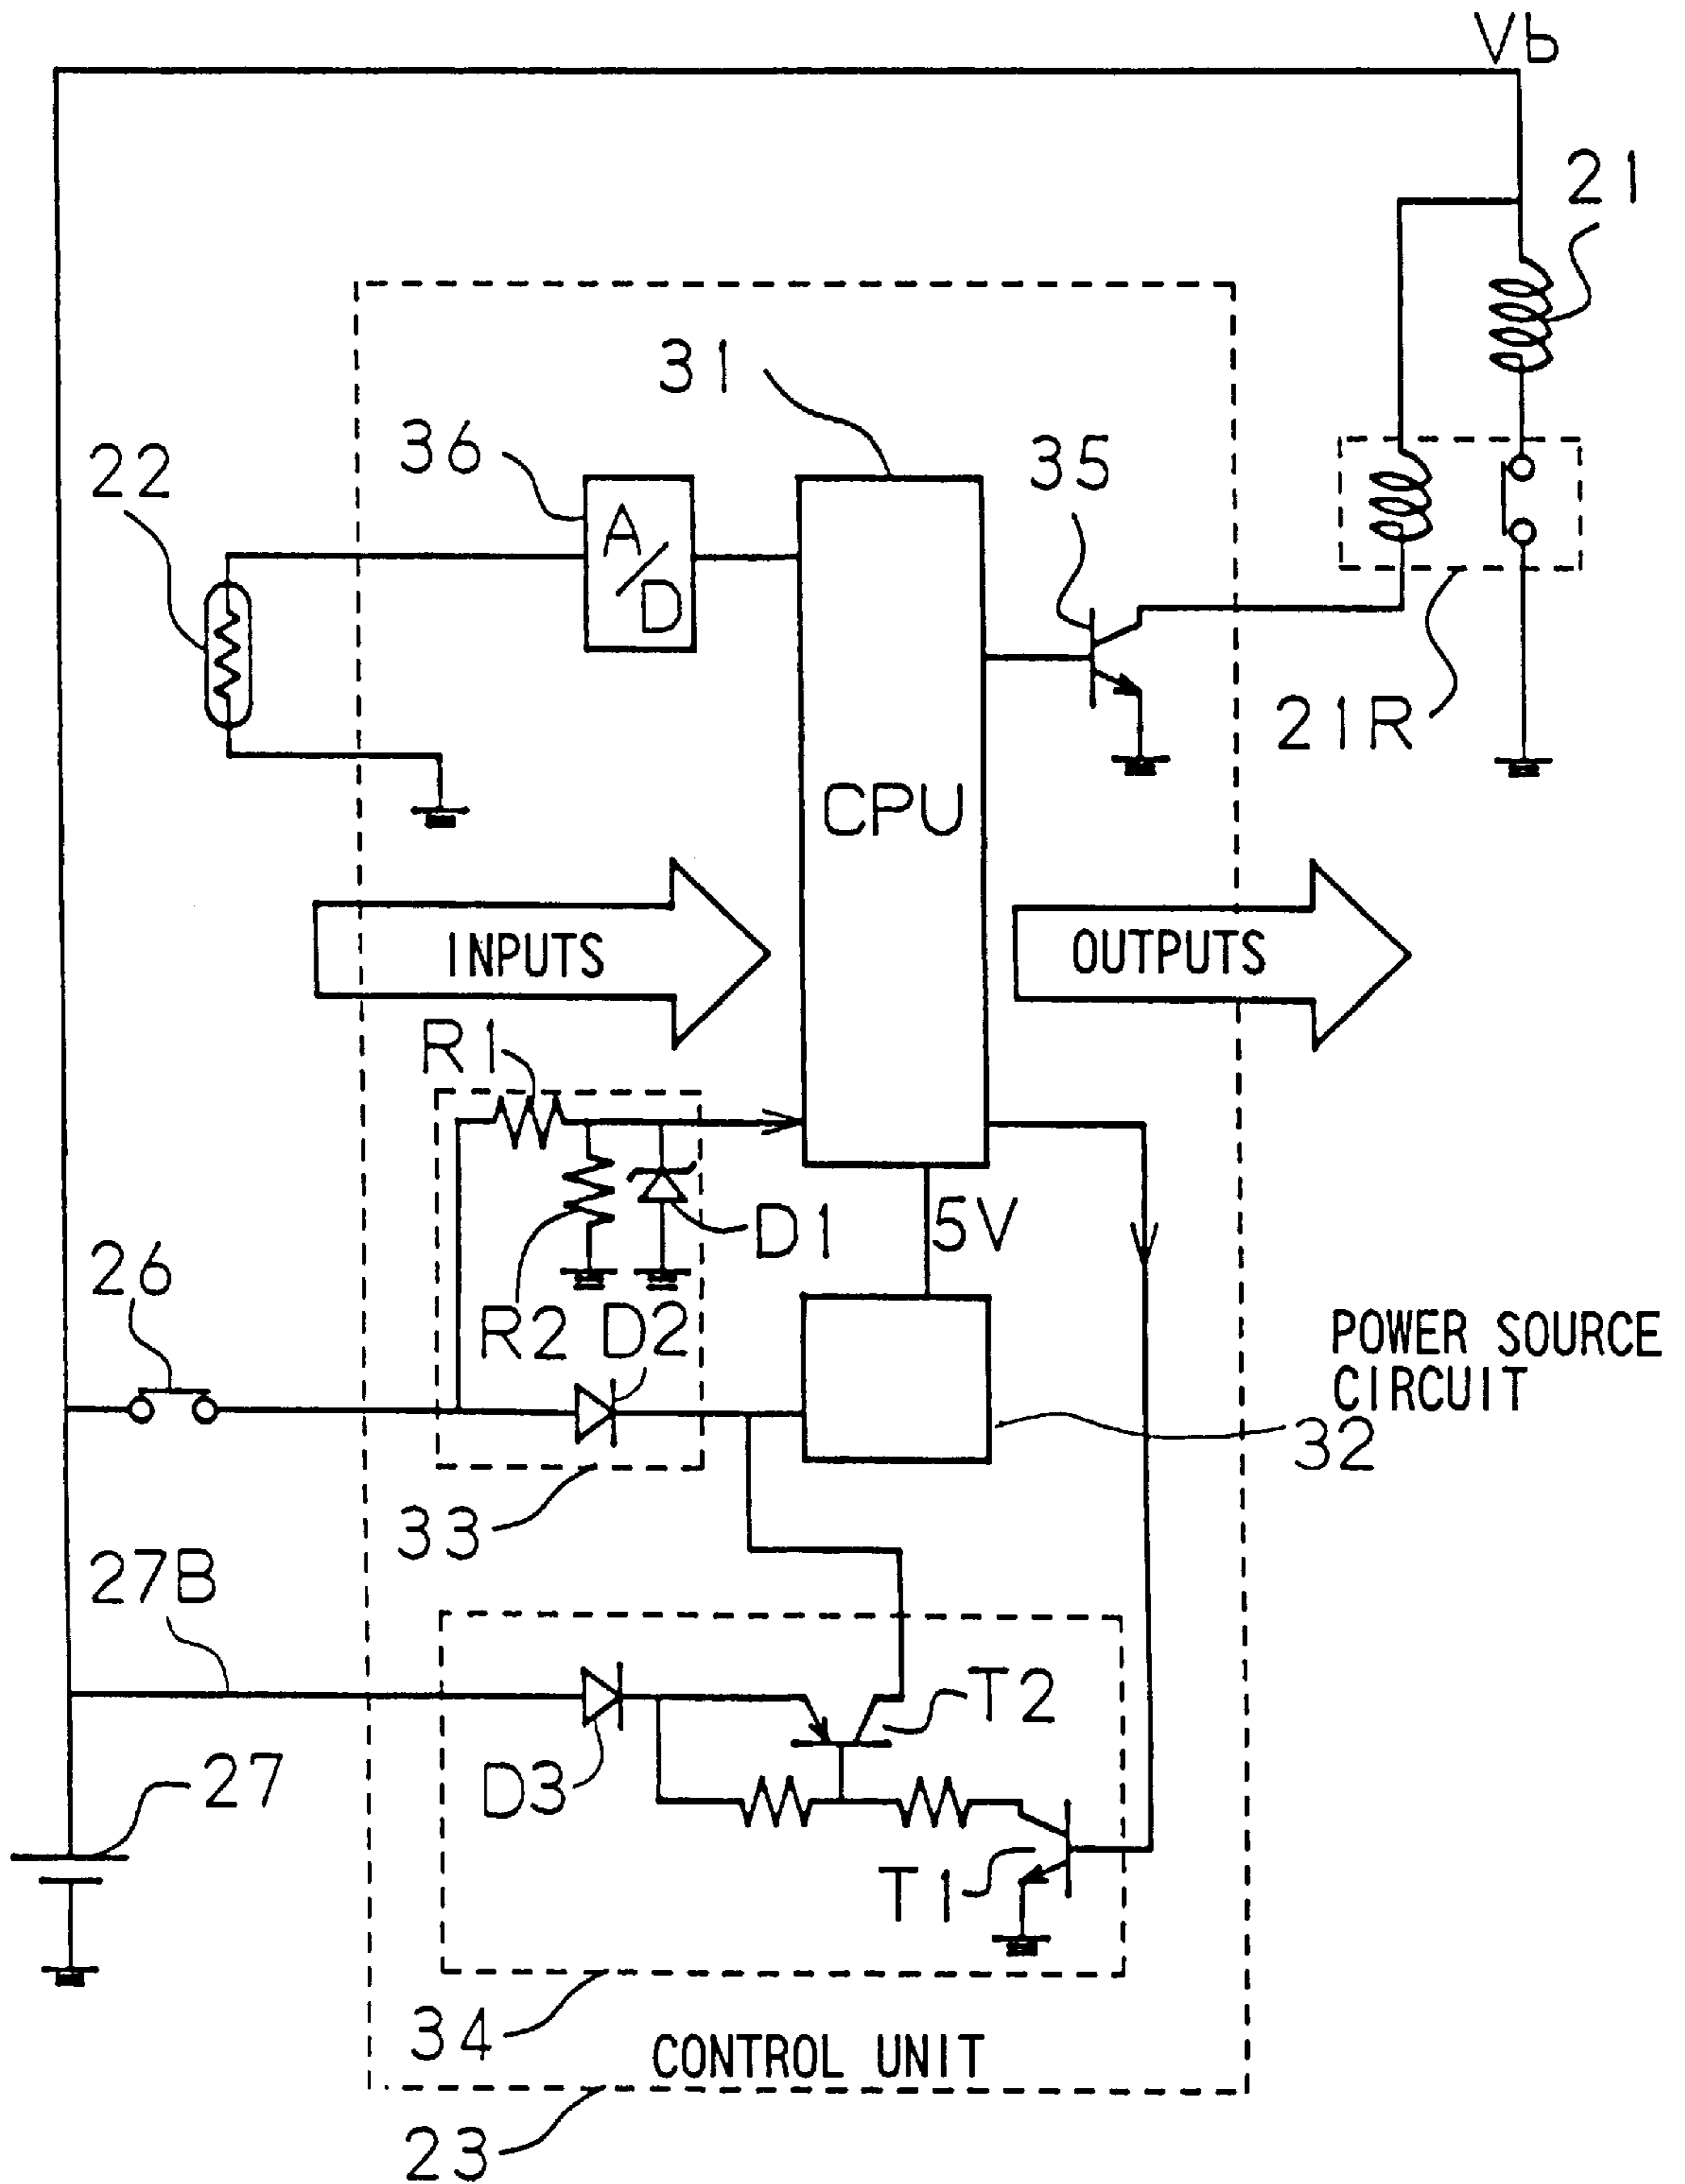 Vb
21
31
36
35
22
A/D
21R
CPU
INPUTS
OUTPUTS
R1
D1
5V
26
R2
D2
POWER SOURCE
CIRCUIT
32
33
27B
T2
D3
27
T1
34
CONTROL UNIT
23